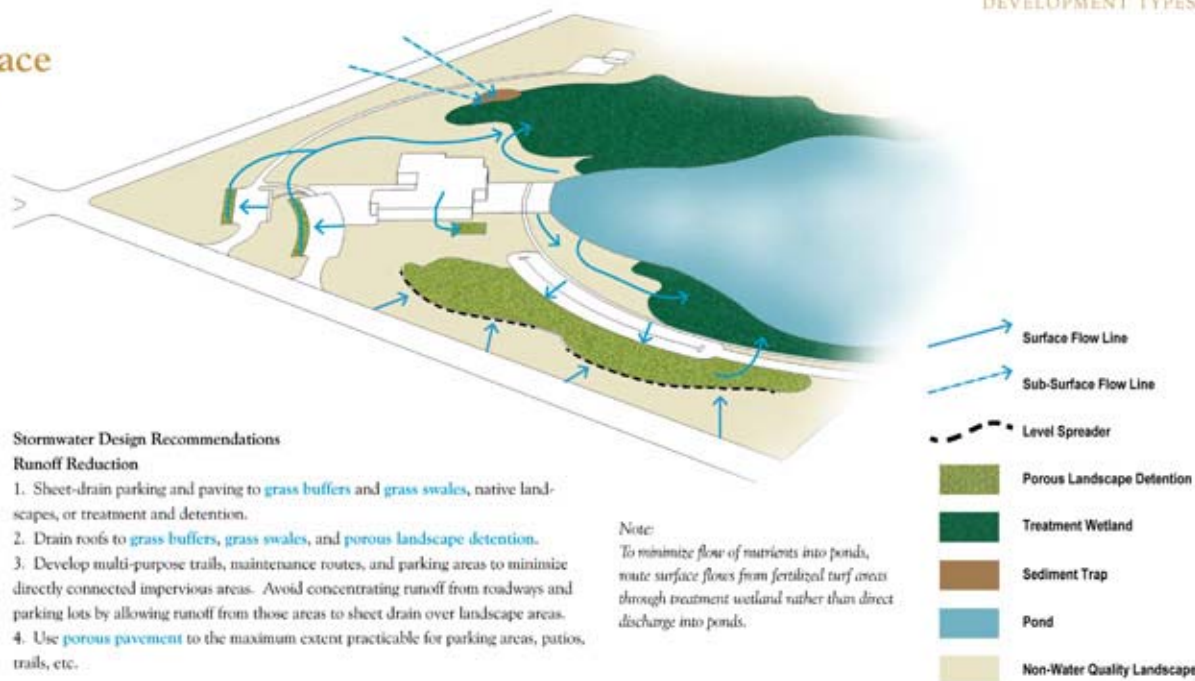 DEVELOPMENT TYPES
ace
Surface Flow Line
Sub-Surface Flow Line
Level Spreader
Porous Landscape Detention
Treatment Wetland
Sediment Trap
Pond
Non-Water Quality Landscape
Stormwater Design Recommendations
Runoff Reduction
1. Sheet-drain parking and paving to grass buffers and grass swales, native land-
scapes, or treatment and detention.
2. Drain roofs to grass buffers, grass swales, and porous landscape detention.
3. Develop multi-purpose trails, maintenance routes, and parking areas to minimize
directly connected impervious areas. Avoid concentrating runoff from roadways and
parking lots by allowing runoff from those areas to sheet drain over landscape areas.
4. Use porous pavement to the maximum extent practicable for parking areas, patios,
trails, etc.
Note:
To minimize flow of nutrients into ponds,
route surface flows from fertilized turf areas
through treatment wetland rather than direct
discharge into ponds.